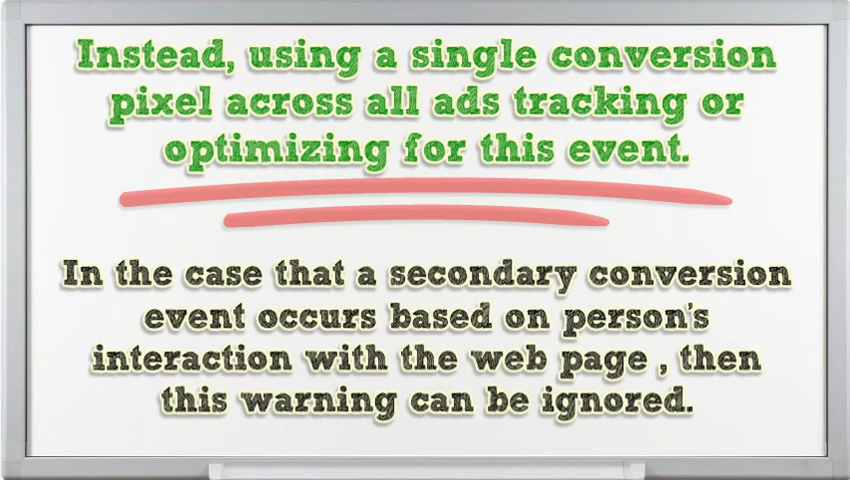 Instead, using a single conversion
pixel across all ads tracking or
optimizing for this event.
In the case that a secondary conversion
event occurs based on person's
interaction with the web page , then
this warning can be ignored.